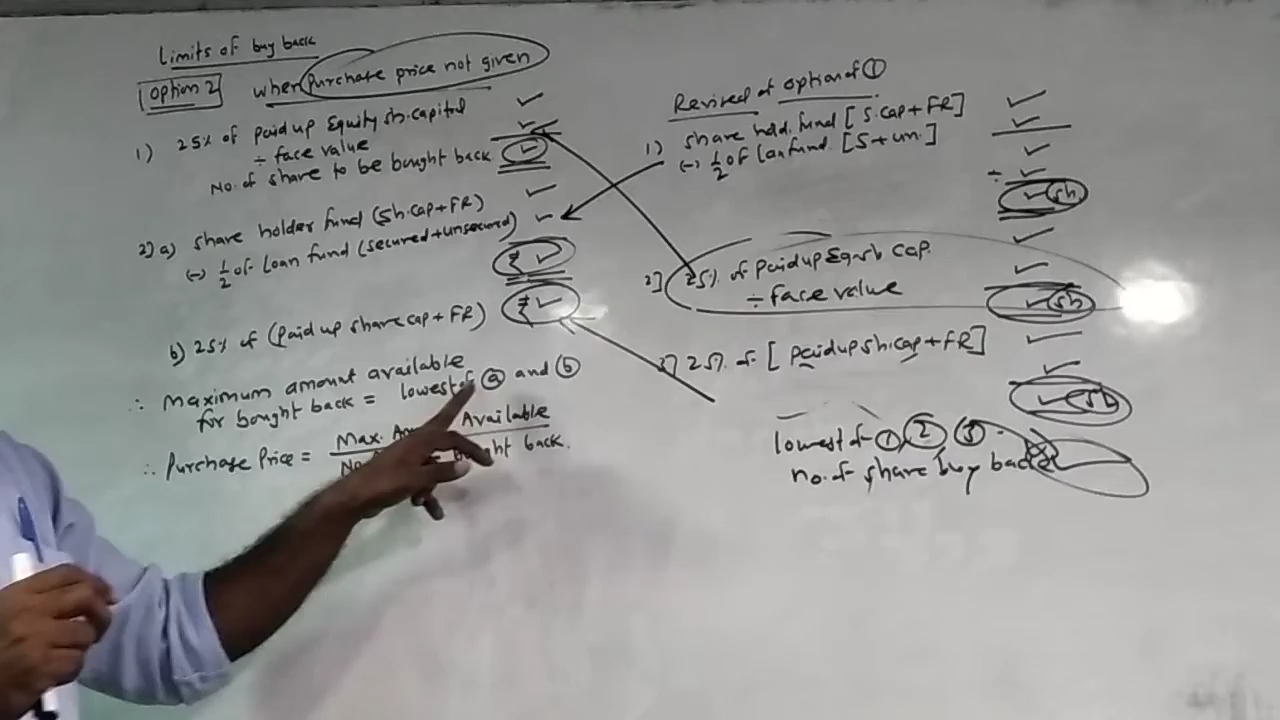 Limits of buy back
Option 2 when purchase price not given
1) 25% of Paid up Equity sh. capital ✓
÷ face value ✓
No. of share to be bought back ✓
2) a) share holder fund (sh. cap + FR) ✓
(-) 1/2 of Loan fund (secured + unsecured) ✓
₹ ✓
b) 25% of (Paid up share cap + FR) ₹ ✓
∴ Maximum amount available
for bought back = lowest of (a) and (b)
∴ Purchase Price = Max. Available
No. bought back.
Revised of option of (1)
1) share hold. fund [S. cap + FR] ✓
(-) 1/2 of Loan fund. [S + un.] ✓
✓
÷ ✓
✓ sh
2] 25% of paid up Equsb cap. ✓
÷ face value ✓
✓ sh
25% of [paid up sh. cap + FR] ✓
✓
✓ sh
lowest of (1) (2) (3).
no. of share buy back